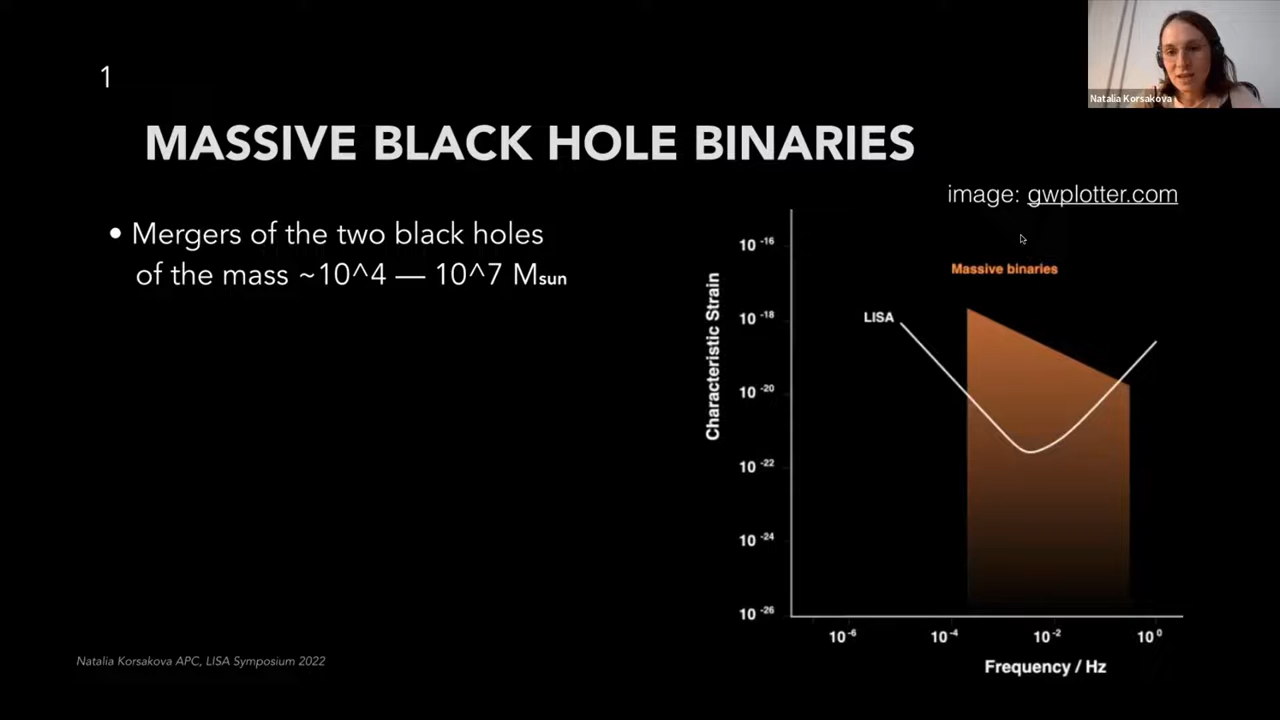 Natalia Korsakova
1
MASSIVE BLACK HOLE BINARIES
image: gwplotter.com
• Mergers of the two black holes
of the mass ~10^4 — 10^7 Msun
Massive binaries
LISA
Characteristic Strain
10 -16
10 -18
10 -20
10 -22
10 -24
10 -26
10 -6
10 -4
10 -2
10 0
Frequency / Hz
Natalia Korsakova APC, LISA Symposium 2022